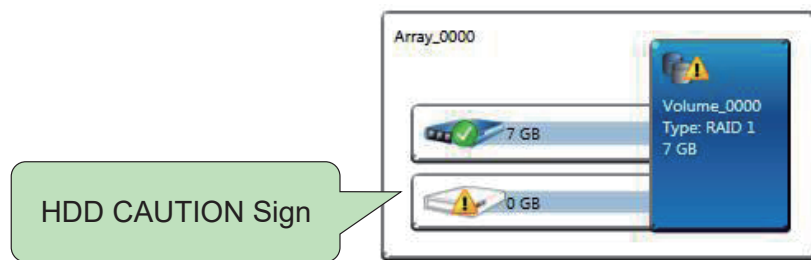 Array_0000
Volume_0000
Type: RAID 1
7 GB
7 GB
0 GB
HDD CAUTION Sign